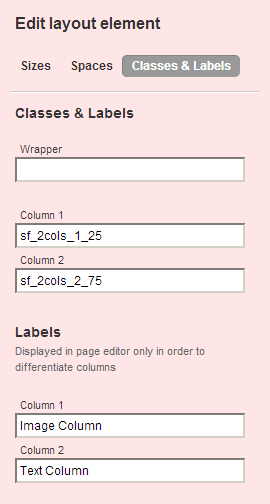 Edit layout element
Sizes Spaces Classes & Labels
Classes & Labels
Wrapper
Column 1
sf_2cols_1_25
Column 2
sf_2cols_2_75
Labels
Displayed in page editor only in order to
differentiate columns
Column 1
Image Column
Column 2
Text Column